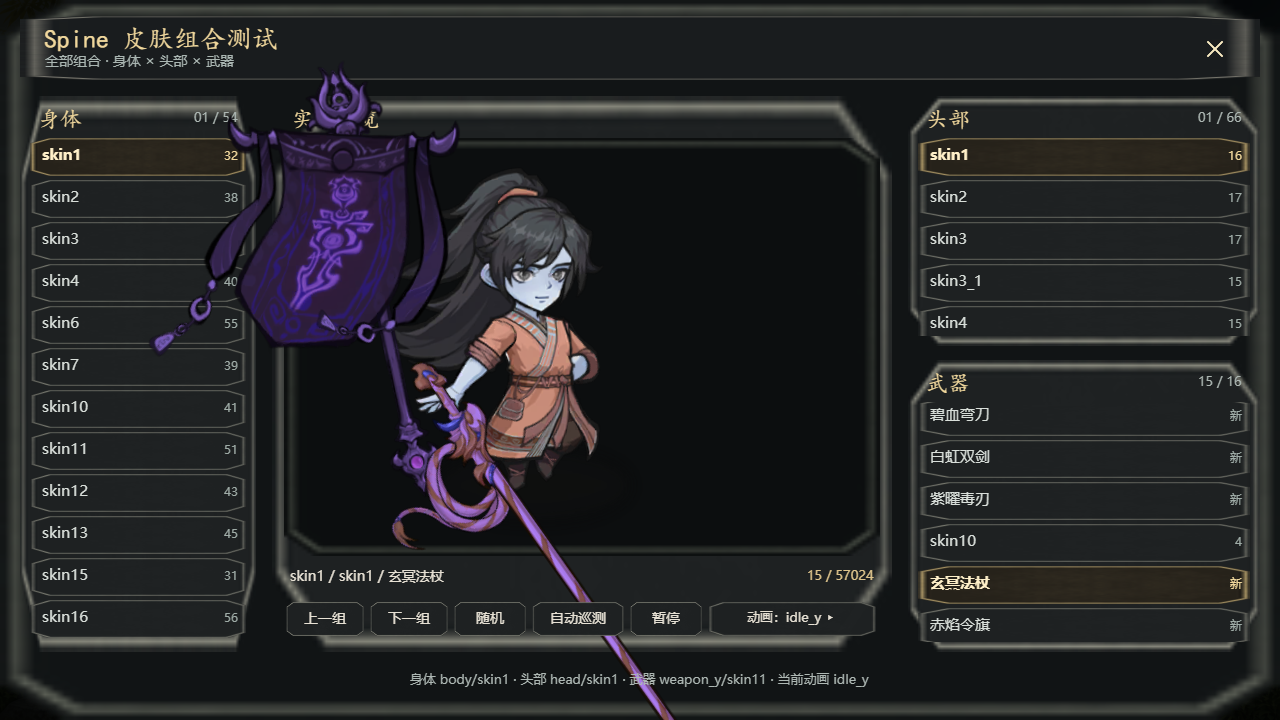 Spine 皮肤组合测试
全部组合 · 身体 × 头部 × 武器
身体
01 / 54
skin1
32
skin2
38
skin3
skin4
40
skin6
55
skin7
39
skin10
41
skin11
51
skin12
43
skin13
45
skin15
31
skin16
56
实
览
skin1 / skin1 / 玄冥法杖
15 / 57024
上一组
下一组
随机
自动巡测
暂停
动画: idle_y ▸
头部
01 / 66
skin1
16
skin2
17
skin3
17
skin3_1
15
skin4
15
武器
15 / 16
碧血弯刀
新
白虹双剑
新
紫曜毒刃
新
skin10
4
玄冥法杖
新
赤焰令旗
新
身体 body/skin1 · 头部 head/skin1 · 武器 weapon_y/skin11 · 当前动画 idle_y